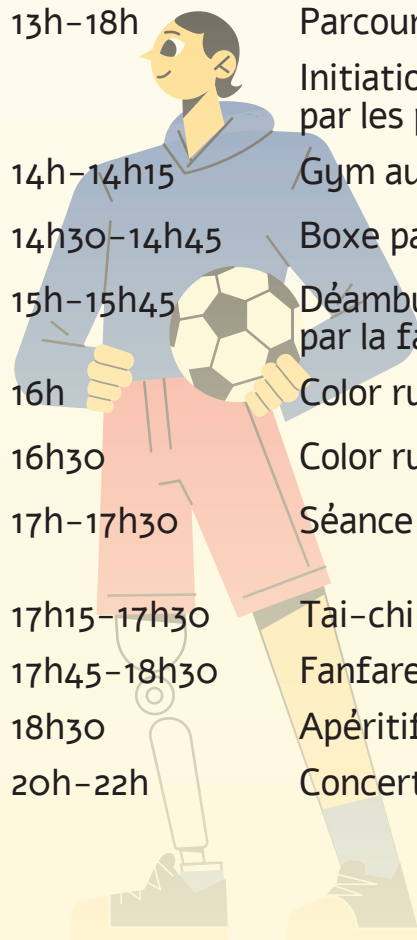 13h–18h Parcour
Initiatio
par les
14h–14h15 Gym au
14h30–14h45 Boxe pa
15h–15h45 Déambu
par la fa
16h Color ru
16h30 Color ru
17h–17h30 Séance
17h15–17h30 Tai-chi
17h45–18h30 Fanfare
18h30 Apéritif
20h–22h Concert